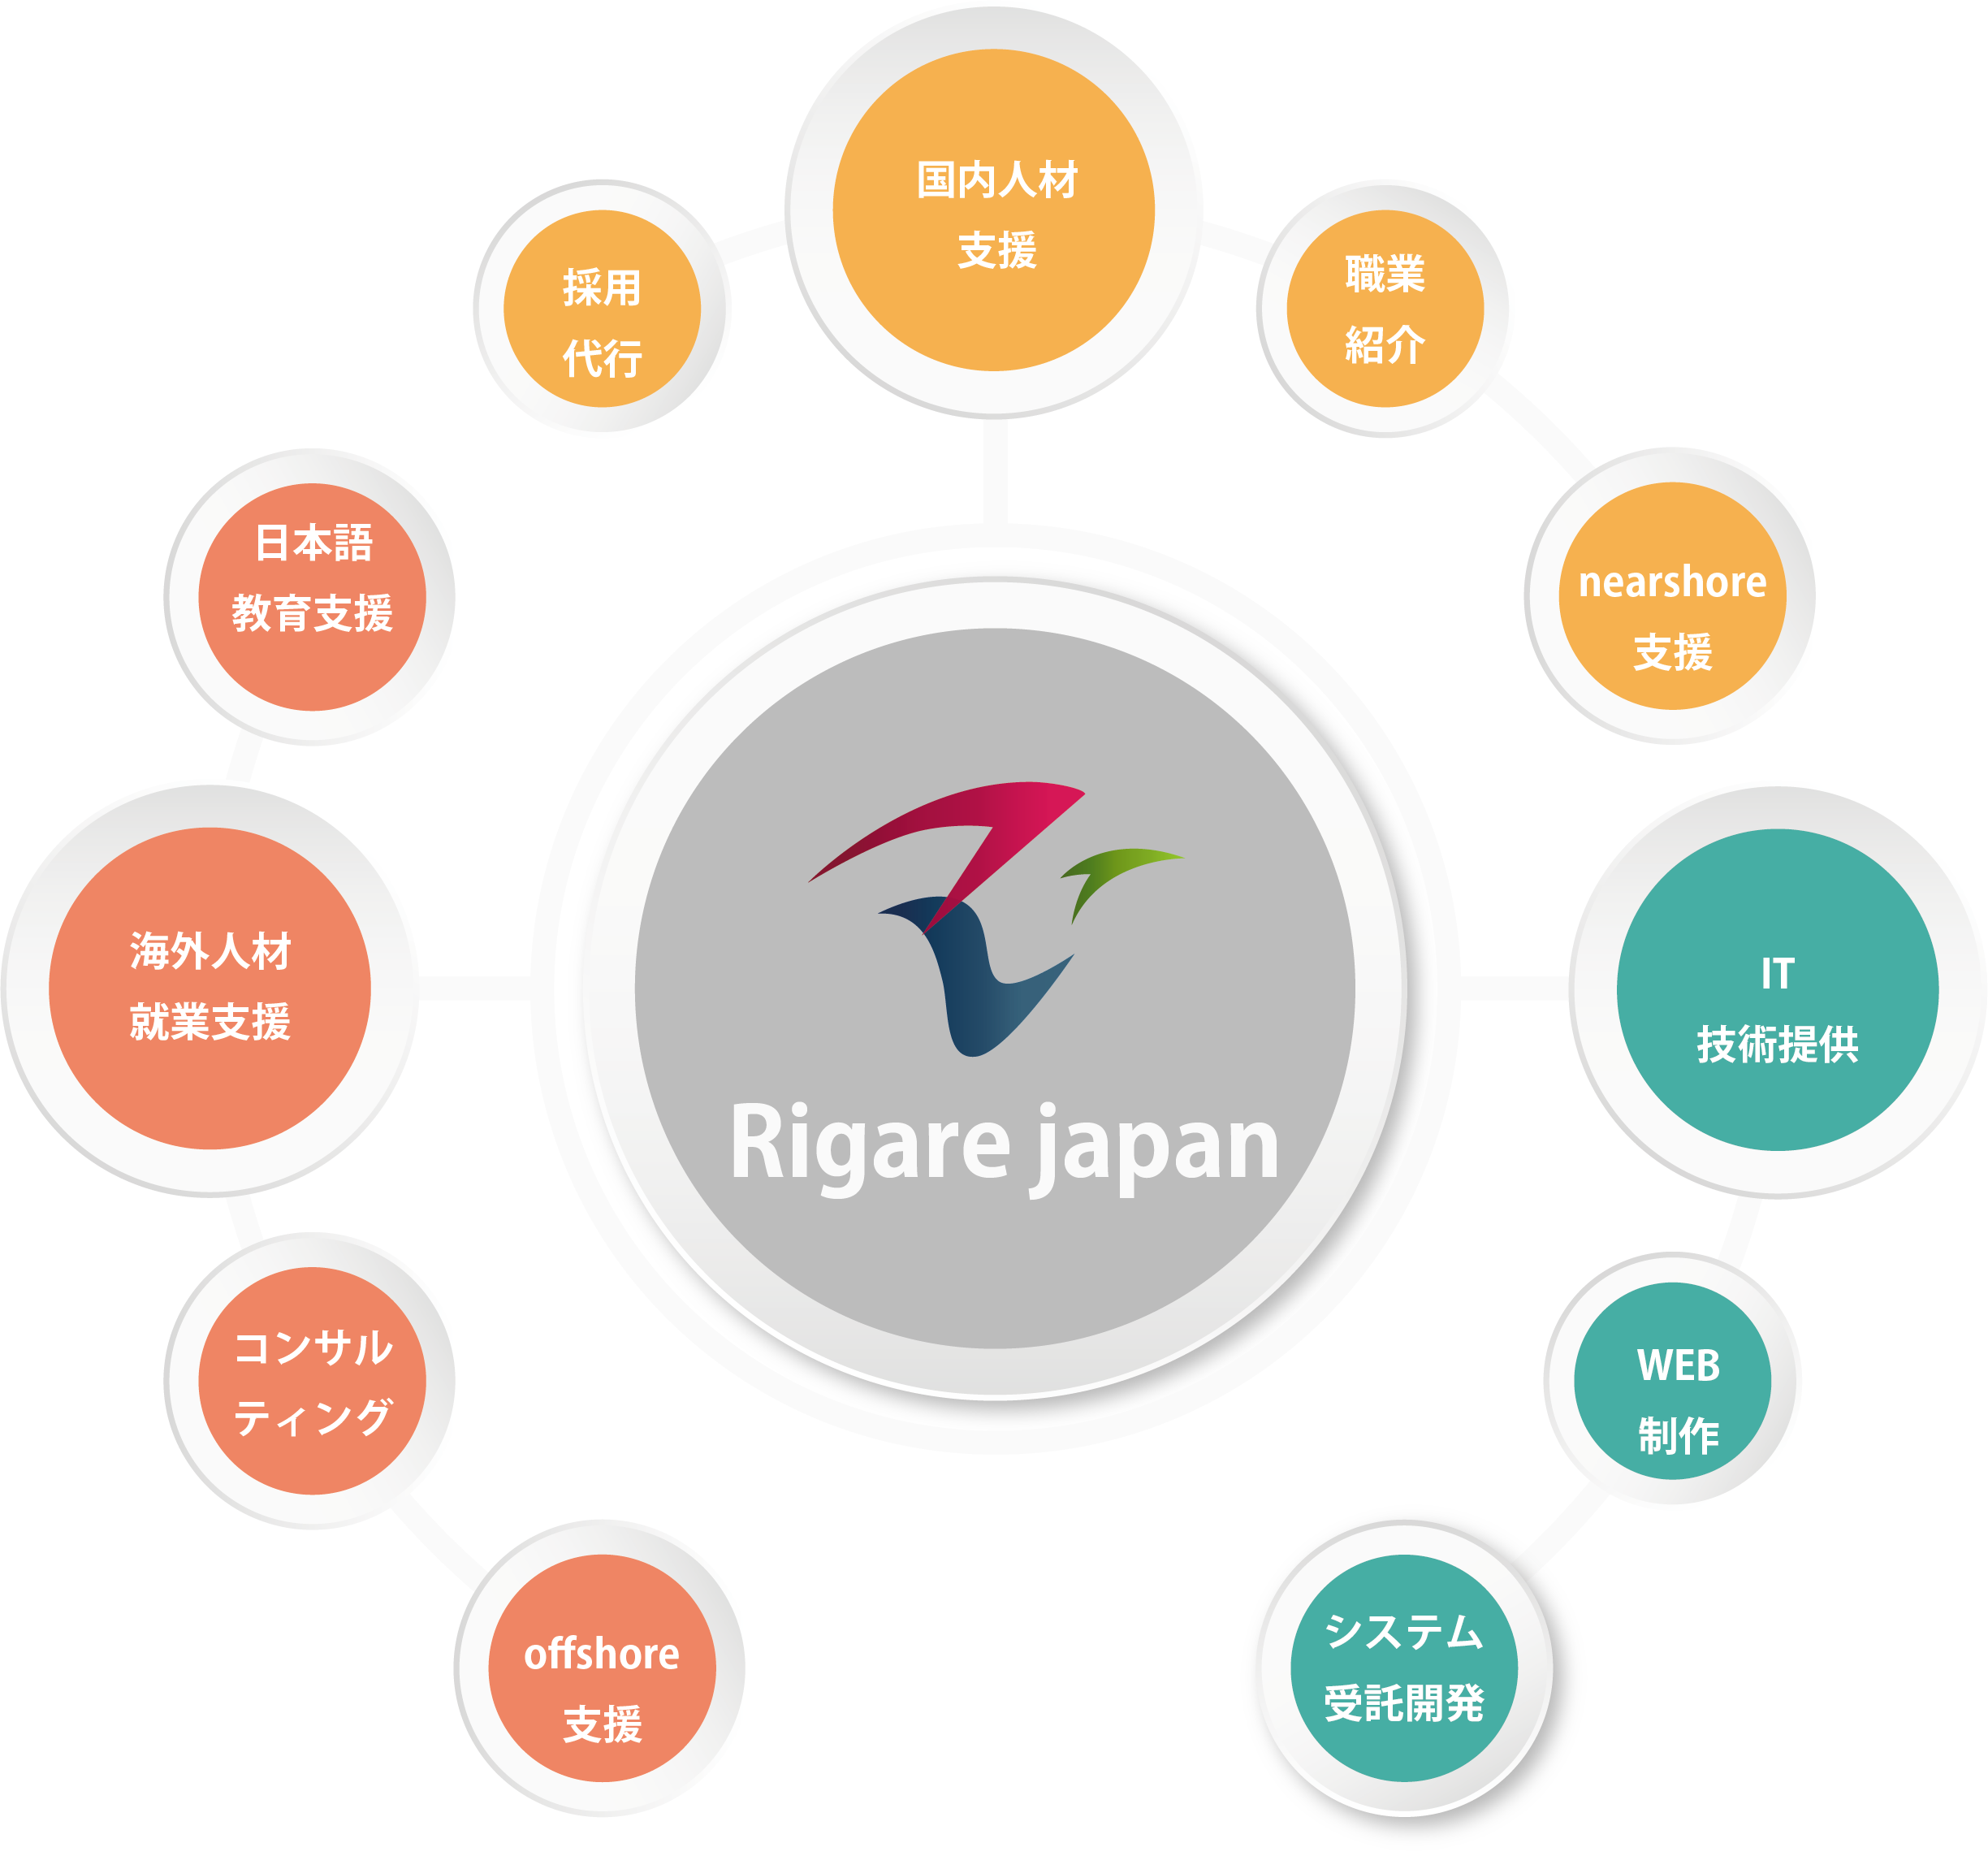 国内人材
支援
採用
代行
職業
紹介
日本語
教育支援
nearshore
支援
海外人材
就業支援
IT
技術提供
Rigare japan
コンサル
ティング
WEB
制作
offshore
支援
システム
受託開発